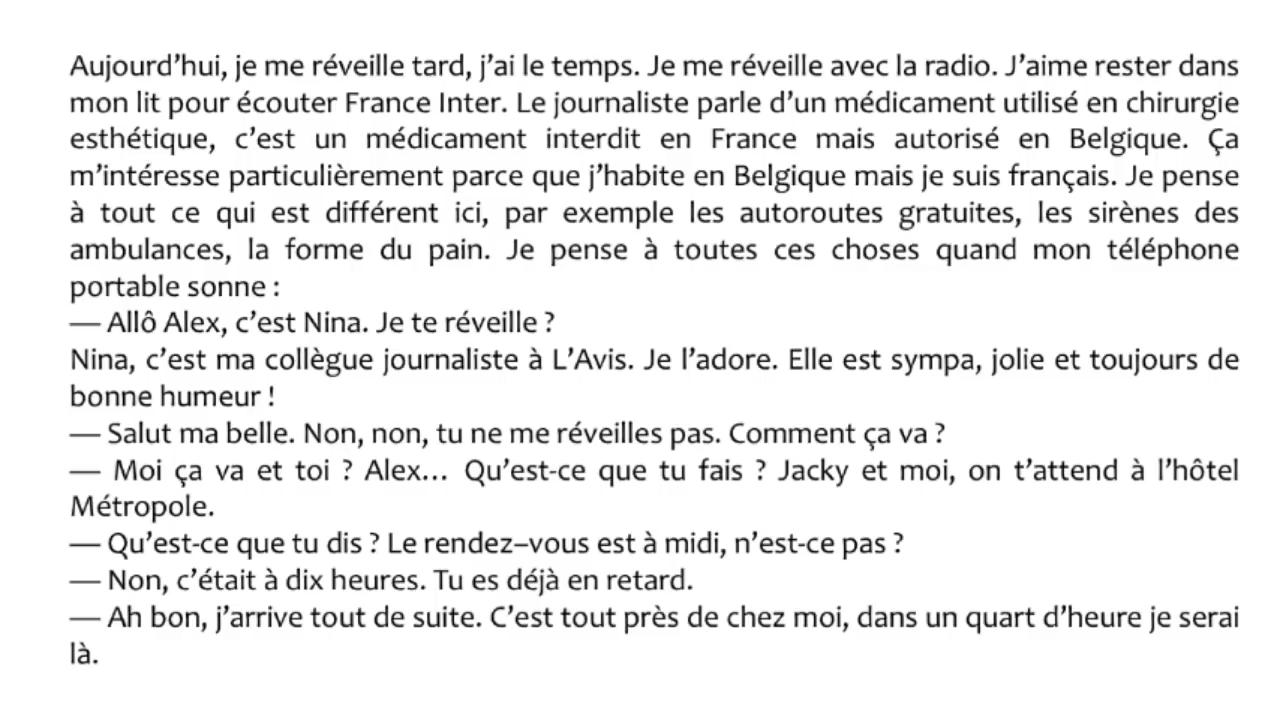 Aujourd’hui, je me réveille tard, j’ai le temps. Je me réveille avec la radio. J’aime rester dans
mon lit pour écouter France Inter. Le journaliste parle d’un médicament utilisé en chirurgie
esthétique, c’est un médicament interdit en France mais autorisé en Belgique. Ça
m’intéresse particulièrement parce que j’habite en Belgique mais je suis français. Je pense
à tout ce qui est différent ici, par exemple les autoroutes gratuites, les sirènes des
ambulances, la forme du pain. Je pense à toutes ces choses quand mon téléphone
portable sonne :
— Allô Alex, c’est Nina. Je te réveille ?
Nina, c’est ma collègue journaliste à L’Avis. Je l’adore. Elle est sympa, jolie et toujours de
bonne humeur !
— Salut ma belle. Non, non, tu ne me réveilles pas. Comment ça va ?
— Moi ça va et toi ? Alex… Qu’est-ce que tu fais ? Jacky et moi, on t’attend à l’hôtel
Métropole.
— Qu’est-ce que tu dis ? Le rendez–vous est à midi, n’est-ce pas ?
— Non, c’était à dix heures. Tu es déjà en retard.
— Ah bon, j’arrive tout de suite. C’est tout près de chez moi, dans un quart d’heure je serai
là.